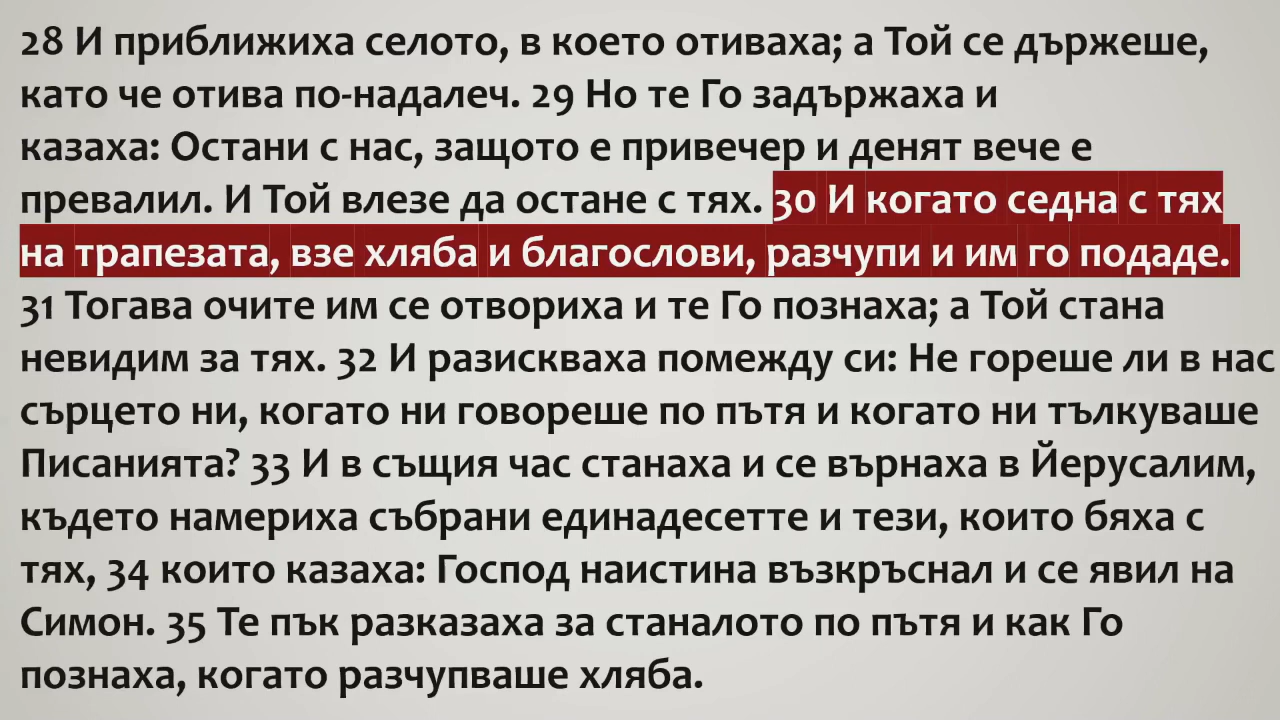 28 И приближиха селото, в което отиваха; а Той се държеше,
като че отива по-надалеч. 29 Но те Го задържаха и
казаха: Остани с нас, защото е привечер и денят вече е
превалил. И Той влезе да остане с тях. 30 И когато седна с тях
на трапезата, взе хляба и благослови, разчупи и им го подаде.
31 Тогава очите им се отвориха и те Го познаха; а Той стана
невидим за тях. 32 И разискваха помежду си: Не гореше ли в нас
сърцето ни, когато ни говореше по пътя и когато ни тълкуваше
Писанията? 33 И в същия час станаха и се върнаха в Йерусалим,
където намериха събрани единадесетте и тези, които бяха с
тях, 34 които казаха: Господ наистина възкръснал и се явил на
Симон. 35 Те пък разказаха за станалото по пътя и как Го
познаха, когато разчупваше хляба.